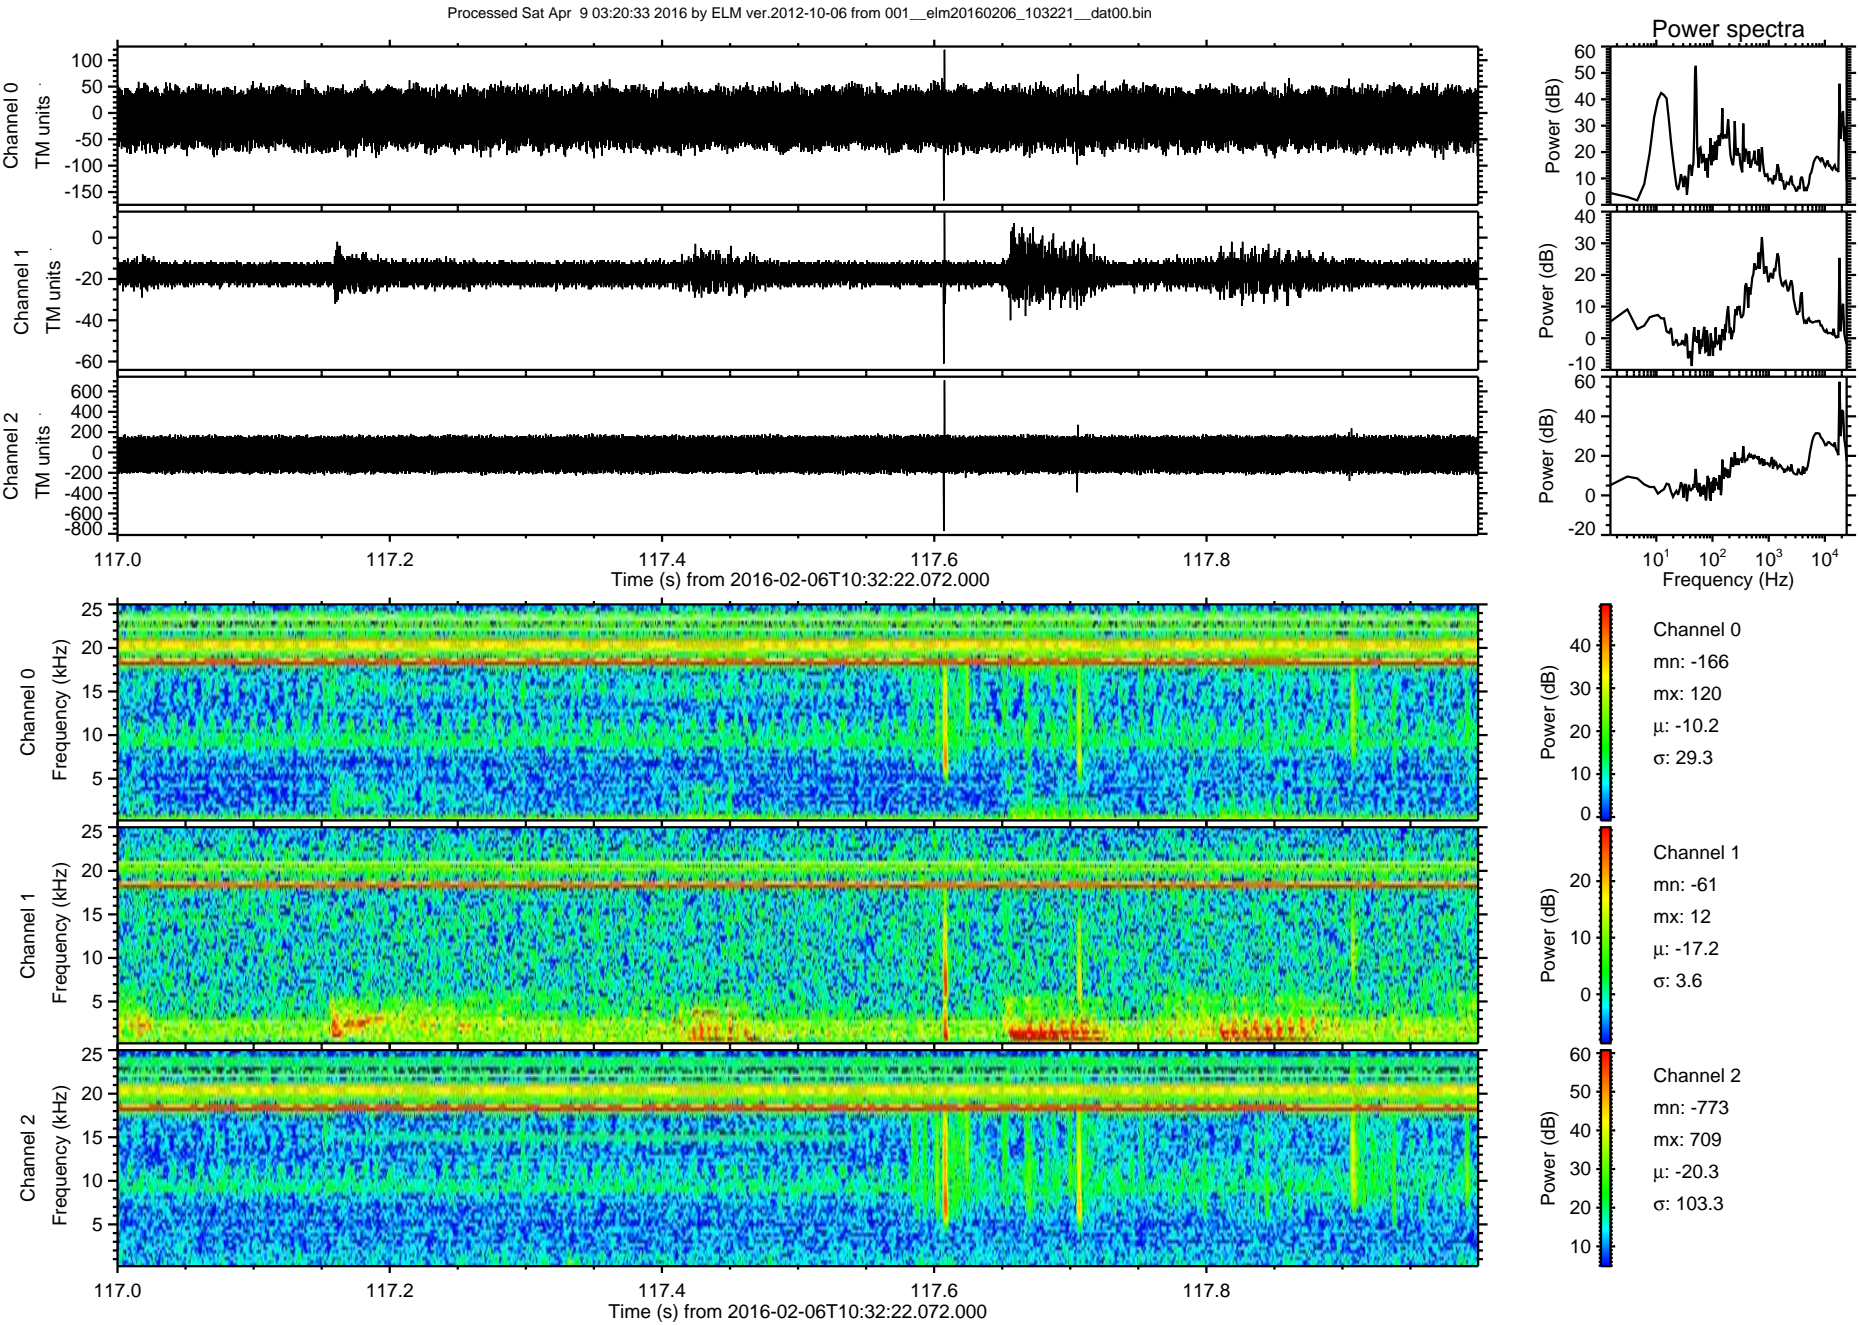 Processed Sat Apr 9 03:20:33 2016 by ELM ver.2012-10-06 from 001__elm20160206_103221__dat00.bin
Power spectra
Channel 0
TM units
100
50
0
-50
-100
-150
Power (dB)
60
50
40
30
20
10
0
Channel 1
TM units
0
-20
-40
-60
Power (dB)
40
30
20
10
0
-10
Channel 2
TM units
600
400
200
0
-200
-400
-600
-800
Power (dB)
60
40
20
0
-20
117.0 117.2 117.4 117.6 117.8
Time (s) from 2016-02-06T10:32:22.072.000
10¹ 10² 10³ 10⁴
Frequency (Hz)
Channel 0
Frequency (kHz)
25
20
15
10
5
Power (dB)
40
30
20
10
0
Channel 0
mn: -166
mx: 120
μ: -10.2
σ: 29.3
Channel 1
Frequency (kHz)
25
20
15
10
5
Power (dB)
20
10
0
Channel 1
mn: -61
mx: 12
μ: -17.2
σ: 3.6
Channel 2
Frequency (kHz)
25
20
15
10
5
Power (dB)
60
50
40
30
20
10
Channel 2
mn: -773
mx: 709
μ: -20.3
σ: 103.3
117.0 117.2 117.4 117.6 117.8
Time (s) from 2016-02-06T10:32:22.072.000